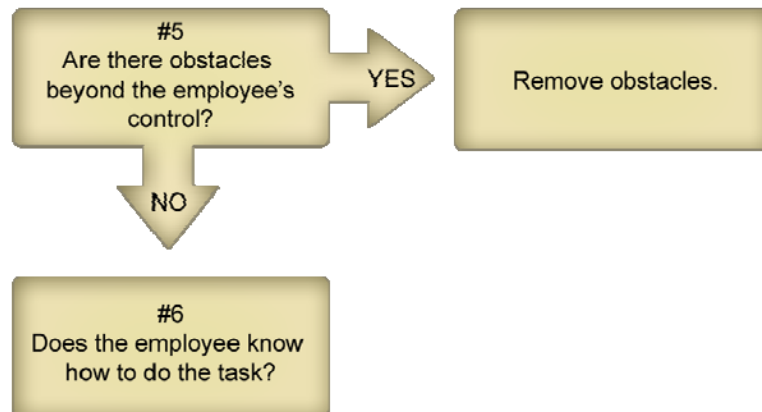 #5
Are there obstacles
beyond the employee's
control?
YES
Remove obstacles.
NO
#6
Does the employee know
how to do the task?